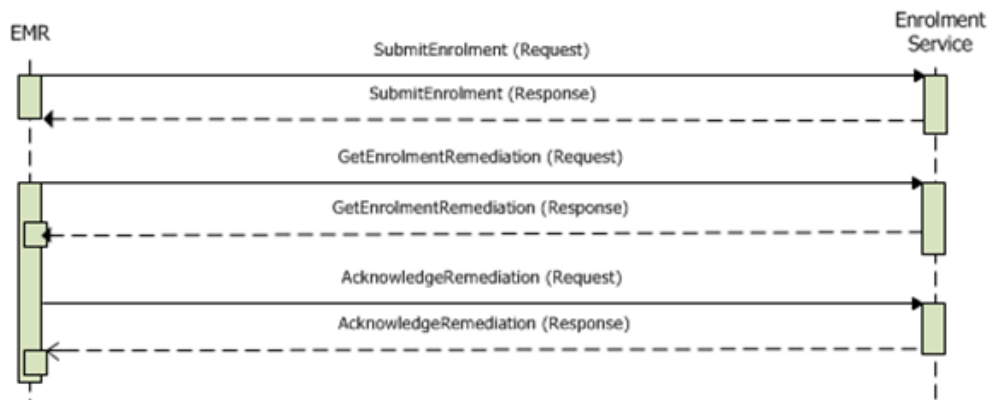 EMR
Enrolment
Service
SubmitEnrolment (Request)
SubmitEnrolment (Response)
GetEnrolmentRemediation (Request)
GetEnrolmentRemediation (Response)
AcknowledgeRemediation (Request)
AcknowledgeRemediation (Response)